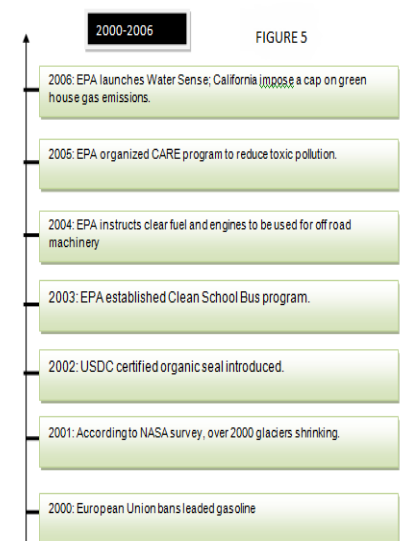 2000-2006
FIGURE 5
2006: EPA launches Water Sense; California impose a cap on green
house gas emissions.
2005: EPA organized CARE program to reduce toxic pollution.
2004: EPA instructs clear fuel and engines to be used for off road
machinery
2003: EPA established Clean School Bus program.
2002: USDC certified organic seal introduced.
2001: According to NASA survey, over 2000 glaciers shrinking.
2000: European Union bans leaded gasoline